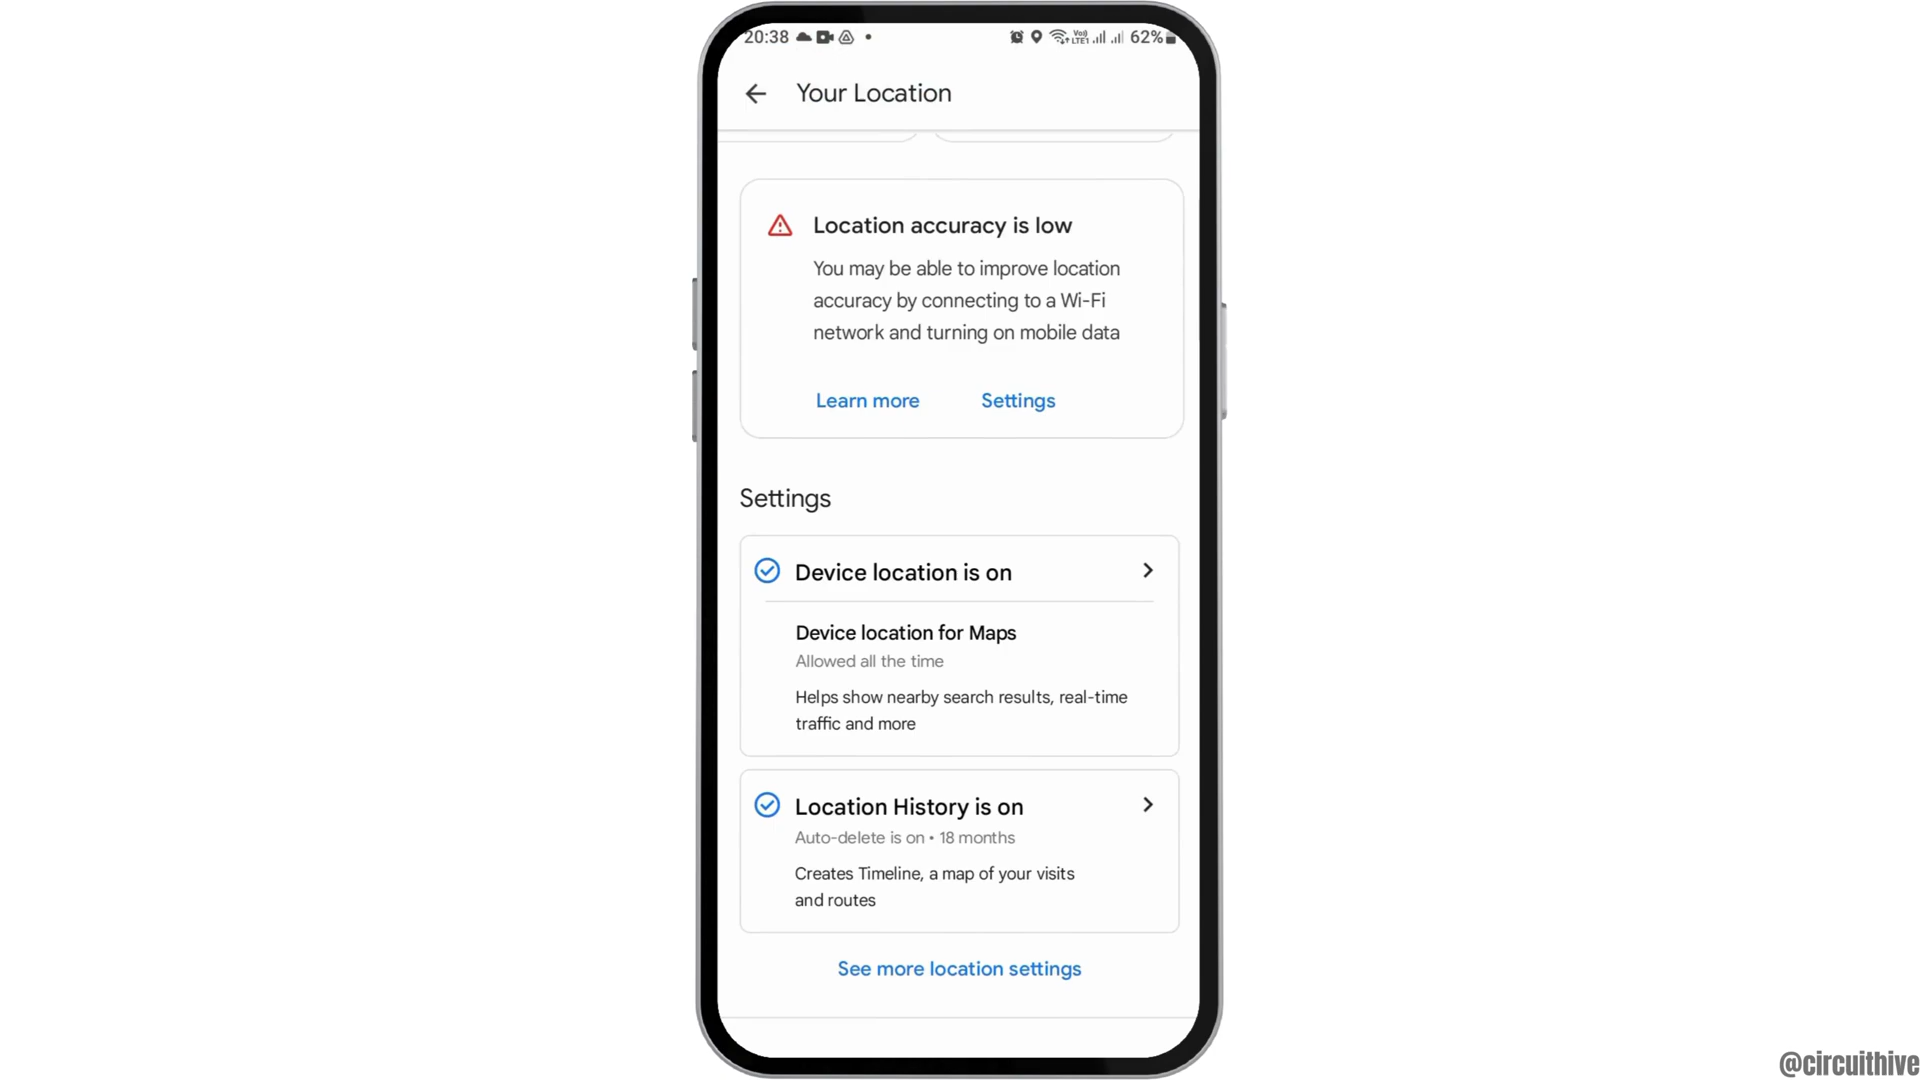 20:38 62%
Your Location
Location accuracy is low
You may be able to improve location
accuracy by connecting to a Wi-Fi
network and turning on mobile data
Learn more Settings
Settings
Device location is on
Device location for Maps
Allowed all the time
Helps show nearby search results, real-time
traffic and more
Location History is on
Auto-delete is on • 18 months
Creates Timeline, a map of your visits
and routes
See more location settings
@circuithive